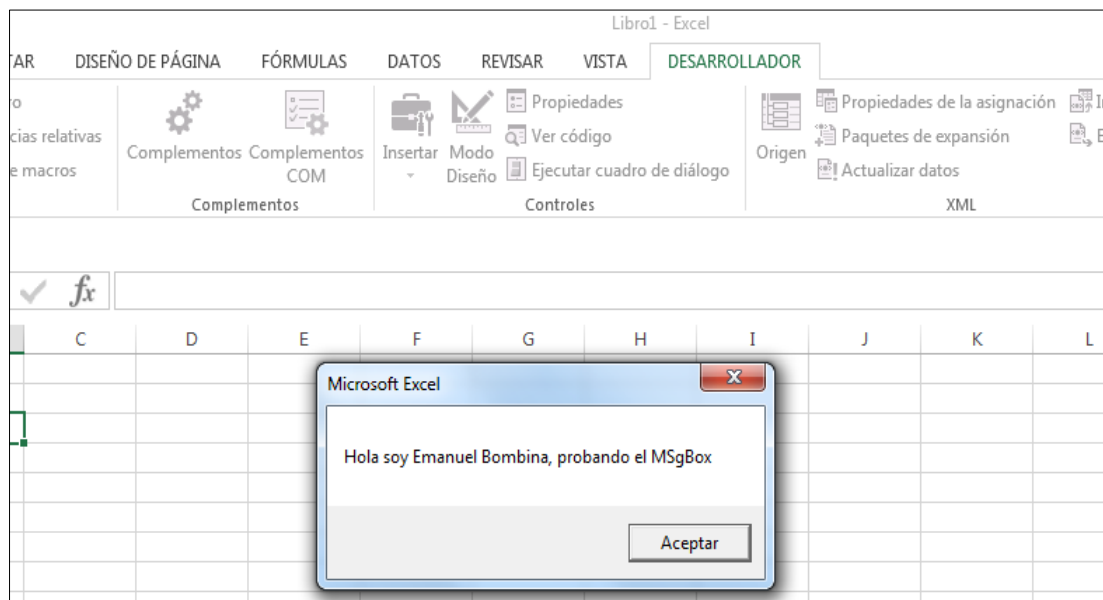 Libro1 - Excel
TAR DISEÑO DE PÁGINA FÓRMULAS DATOS REVISAR VISTA DESARROLLADOR
ro
cias relativas
e macros
Complementos
Complementos
COM
Complementos
Insertar
Modo
Diseño
Propiedades
Ver código
Ejecutar cuadro de diálogo
Controles
Origen
Propiedades de la asignación
Paquetes de expansión
Actualizar datos
XML
I
E
fx
C D E F G H I J K L
Microsoft Excel
Hola soy Emanuel Bombina, probando el MSgBox
Aceptar